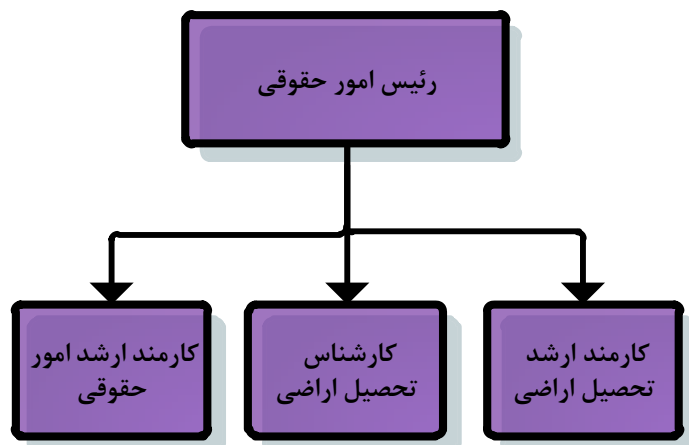 رئیس امور حقوقی
کارمند ارشد
تحصیل اراضی
کارشناس
تحصیل اراضی
کارمند ارشد امور
حقوقی